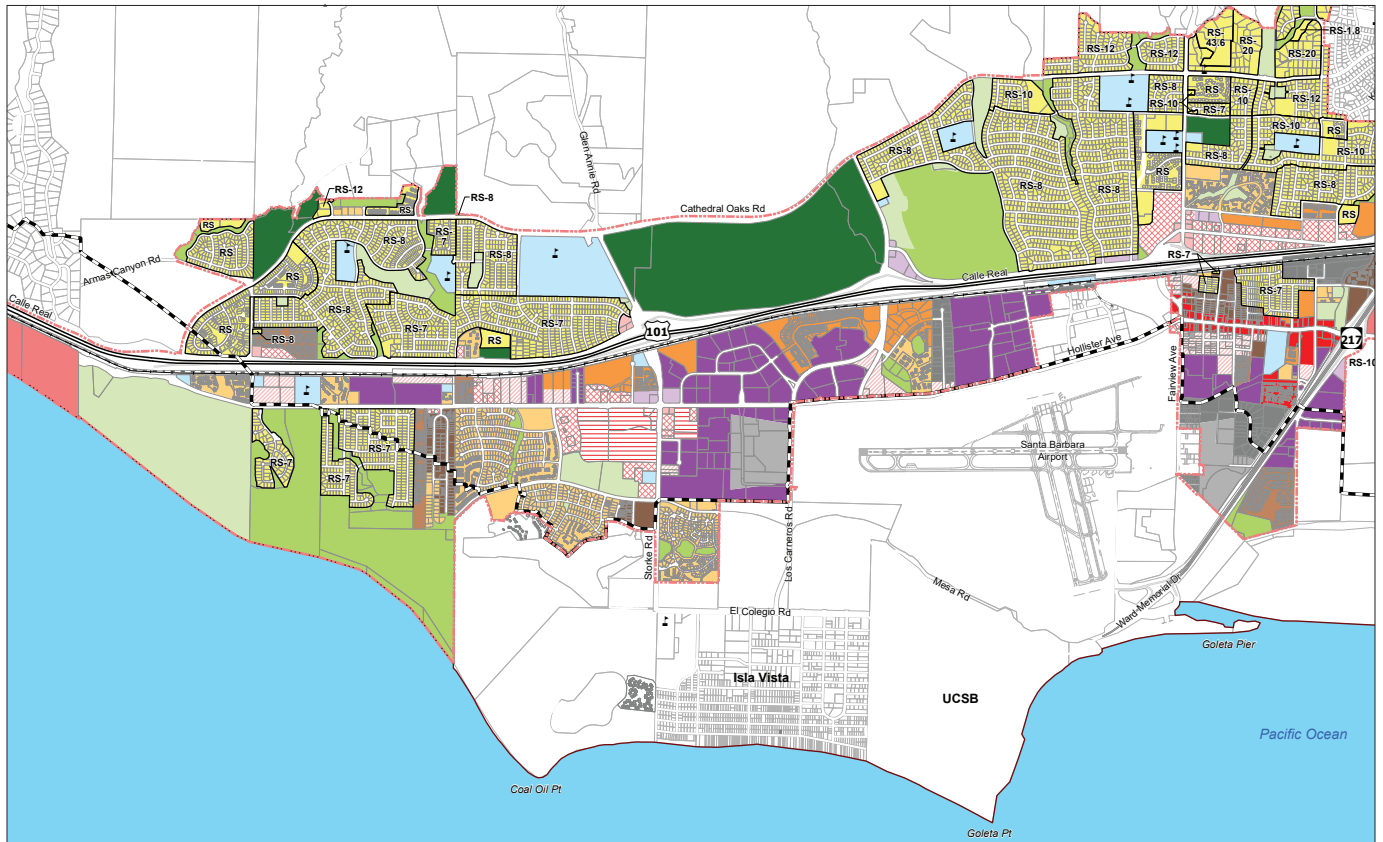 RS-12
RS-12
RS-
43.6
RS-
20
RS-1.8
RS-20
RS-10
RS-8
RS-10
RS
RS-7
RS-
10
RS-12
RS-10
RS
RS-10
RS-8
RS-8
RS-8
RS-8
RS
RS-8
RS
Glen Annie Rd
RS-12
RS
RS-8
Cathedral Oaks Rd
RS
RS
RS-8
RS-
7
RS-8
Armas Canyon Rd
RS
RS-8
RS-7
RS-7
RS
RS-8
RS
Calle Real
Calle Real
101
RS-7
RS-7
Hollister Ave
Fairview Ave
217
RS-10
RS-7
RS-7
RS-7
Santa Barbara
Airport
Storke Rd
Los Carneros Rd
Mesa Rd
Ward Memorial Dr
El Colegio Rd
Goleta Pier
Isla Vista
UCSB
Pacific Ocean
Coal Oil Pt
Goleta Pt